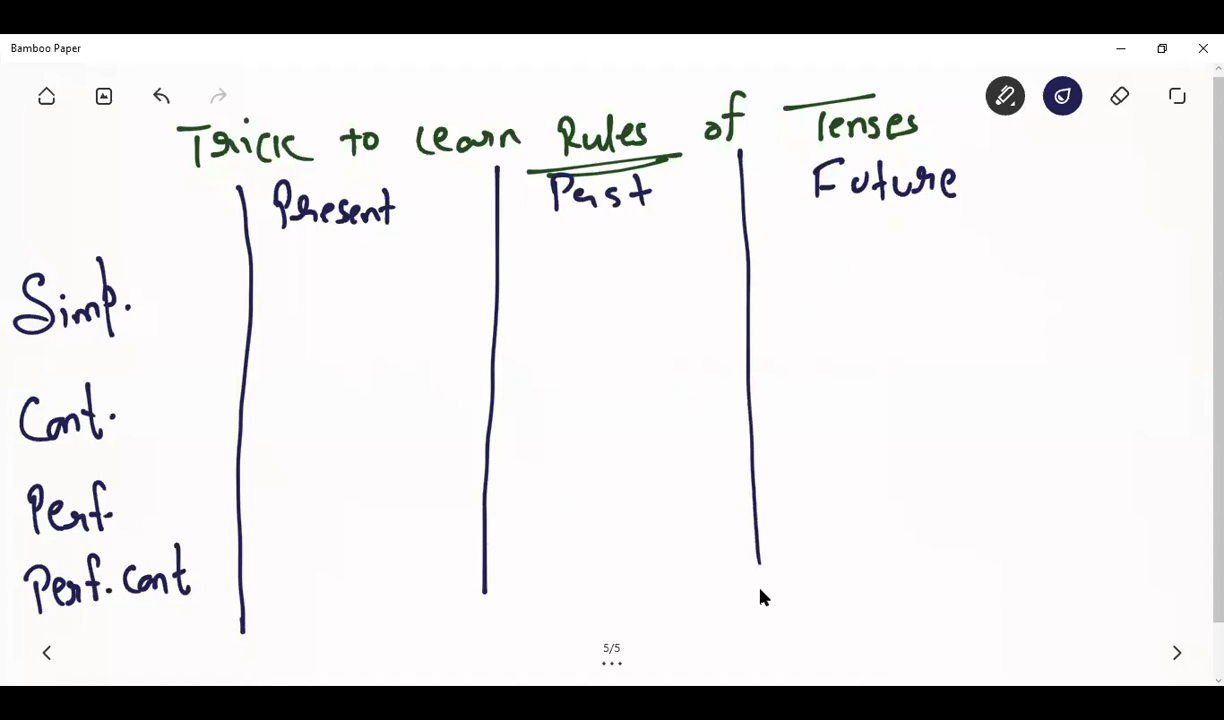 Bamboo Paper
Trick to learn Rules of Tenses
Present Past Future
Simp.
Cont.
Perf.
Perf. Cont
5/5